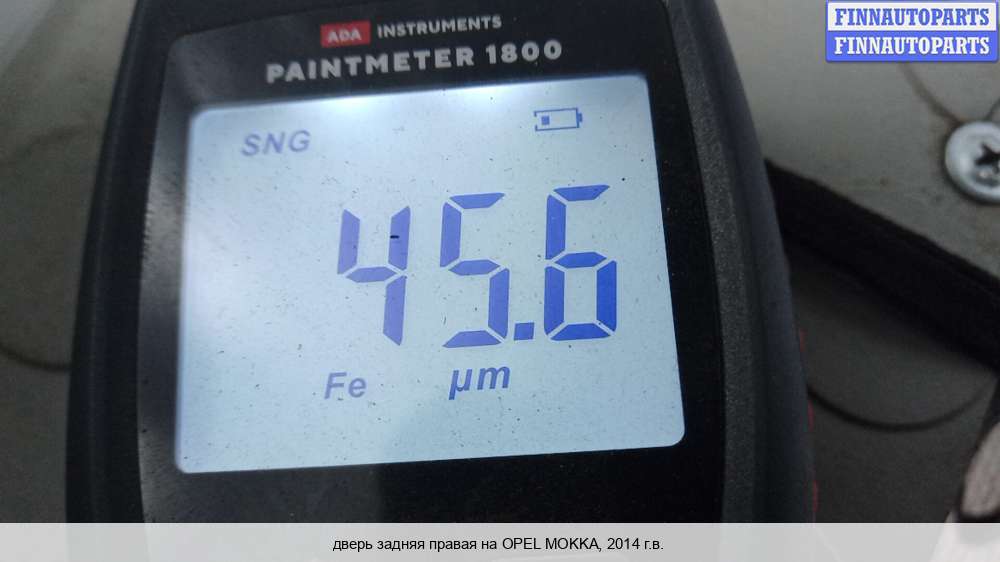 FINNAUTOPARTS
FINNAUTOPARTS
ADA INSTRUMENTS
PAINTMETER 1800
SNG
45.6
Fe µm
дверь задняя правая на OPEL MOKKA, 2014 г.в.